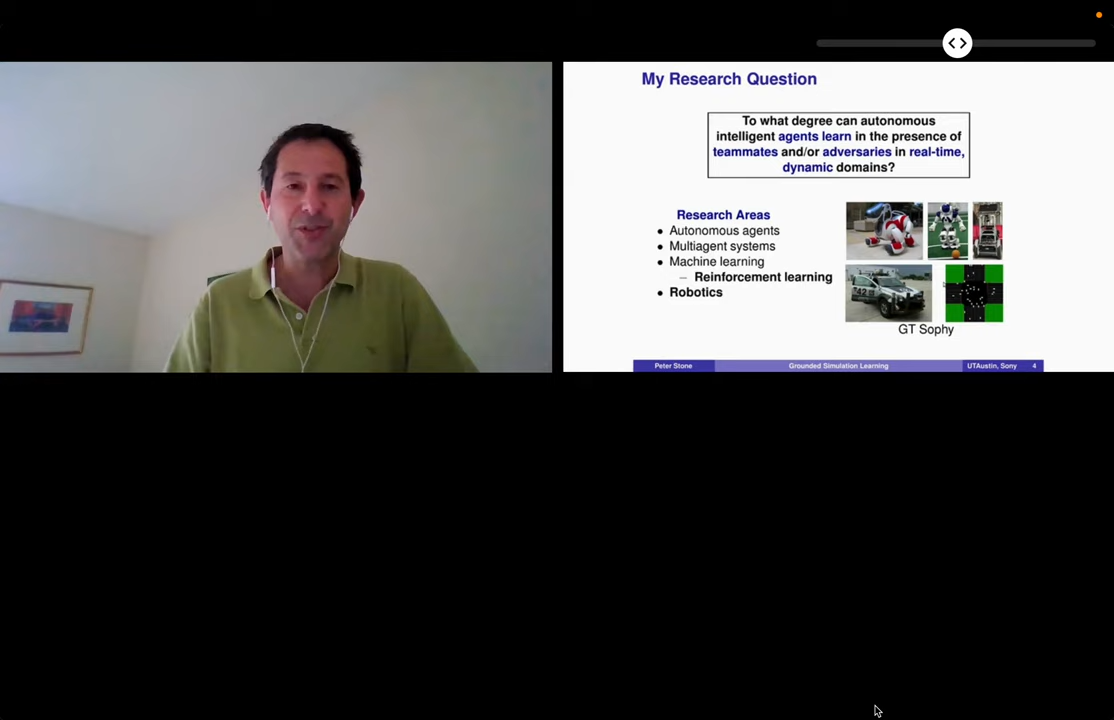 My Research Question
To what degree can autonomous
intelligent agents learn in the presence of
teammates and/or adversaries in real-time,
dynamic domains?
Research Areas
• Autonomous agents
• Multiagent systems
• Machine learning
– Reinforcement learning
• Robotics
GT Sophy
Peter Stone Grounded Simulation Learning UTAustin, Sony 4